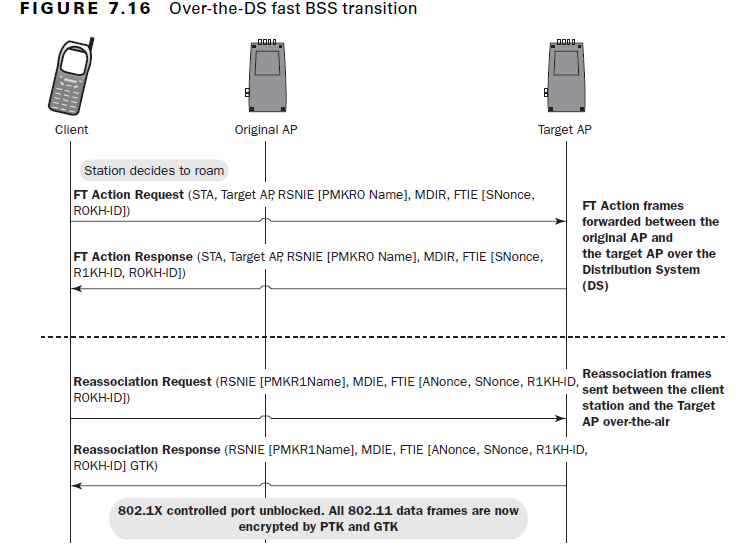 FIGURE 7.16 Over-the-DS fast BSS transition
Client
Original AP
Target AP
Station decides to roam
FT Action Request (STA, Target AP, RSNIE [PMKR0 Name], MDIR, FTIE [SNonce,
R0KH-ID])
FT Action frames
forwarded between the
original AP and
the target AP over the
Distribution System
(DS)
FT Action Response (STA, Target AP, RSNIE [PMKR0 Name], MDIR, FTIE [SNonce,
R1KH-ID, R0KH-ID])
Reassociation Request (RSNIE [PMKR1Name], MDIE, FTIE [ANonce, SNonce, R1KH-ID,
R0KH-ID])
Reassociation frames
sent between the client
station and the Target
AP over-the-air
Reassociation Response (RSNIE [PMKR1Name], MDIE, FTIE [ANonce, SNonce, R1KH-ID,
R0KH-ID] GTK)
802.1X controlled port unblocked. All 802.11 data frames are now
encrypted by PTK and GTK